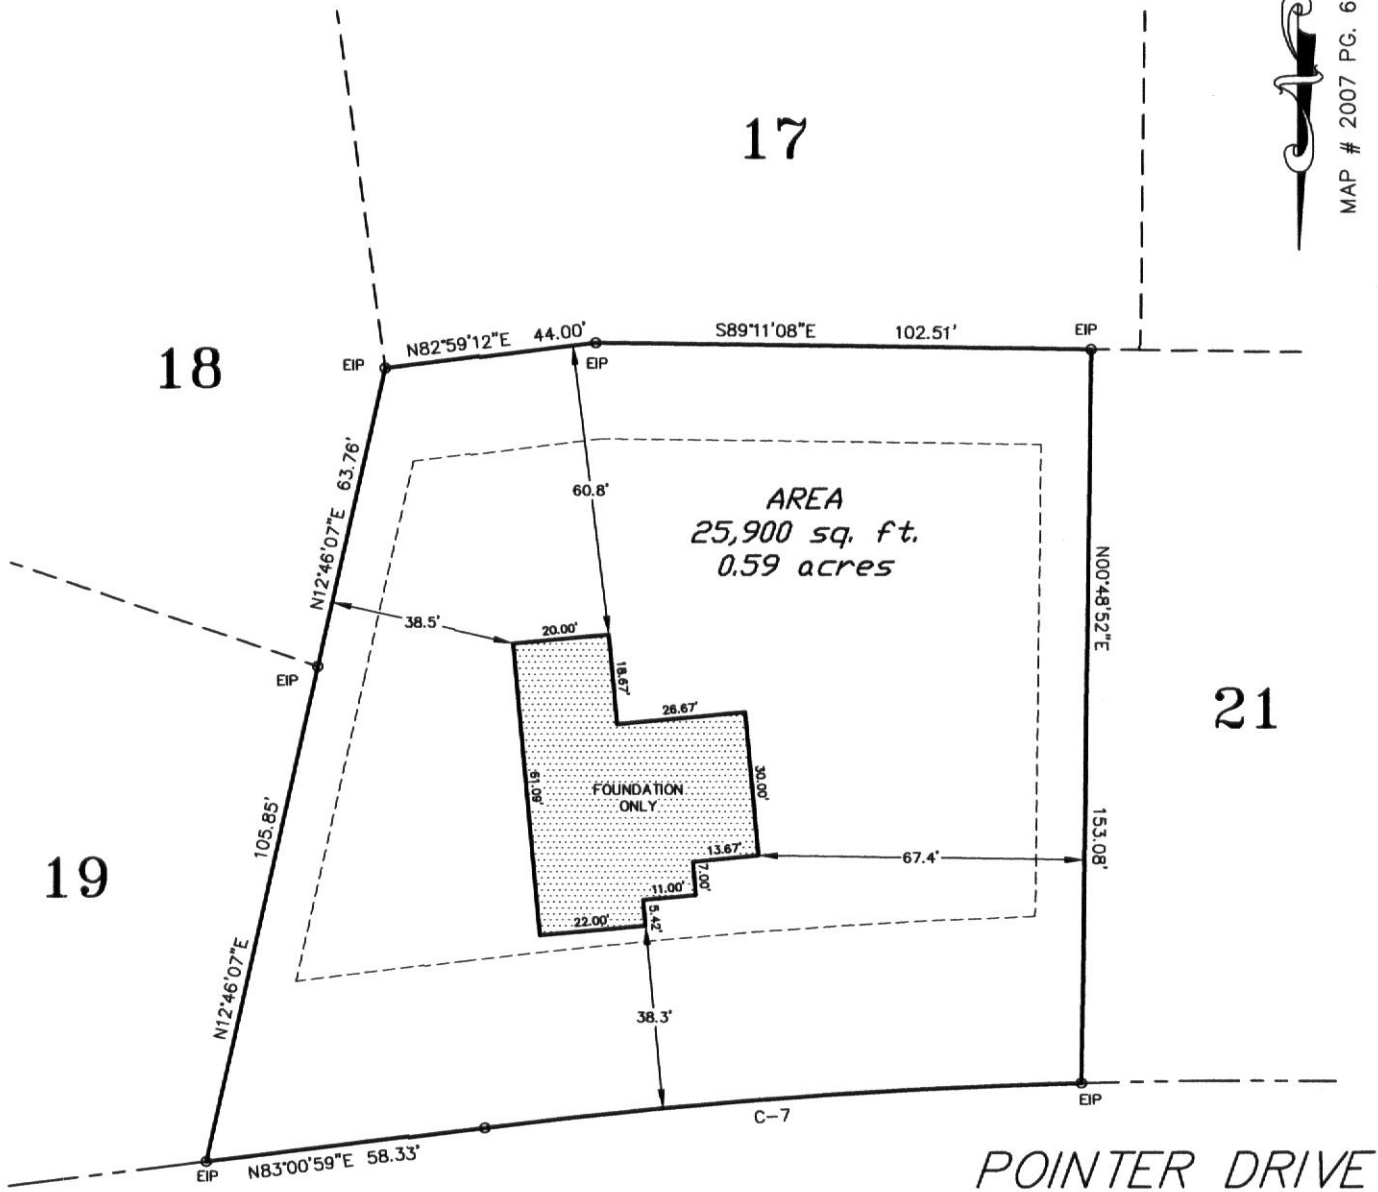 MAP # 2007 PG. 6
17
18
N82°59'12"E 44.00'
S89°11'08"E 102.51'
EIP
EIP
EIP
N12°46'07"E 63.76'
60.8'
AREA
25,900 sq. ft.
0.59 acres
N00°48'52"E 153.08'
38.5'
20.00'
18.67'
EIP
26.67'
21
61.09'
FOUNDATION
ONLY
30.00'
19
N12°46'07"E 105.85'
13.67'
67.4'
7.00'
11.00'
5.42'
22.00'
38.3'
EIP
C-7
N83°00'59"E 58.33'
EIP
POINTER DRIVE